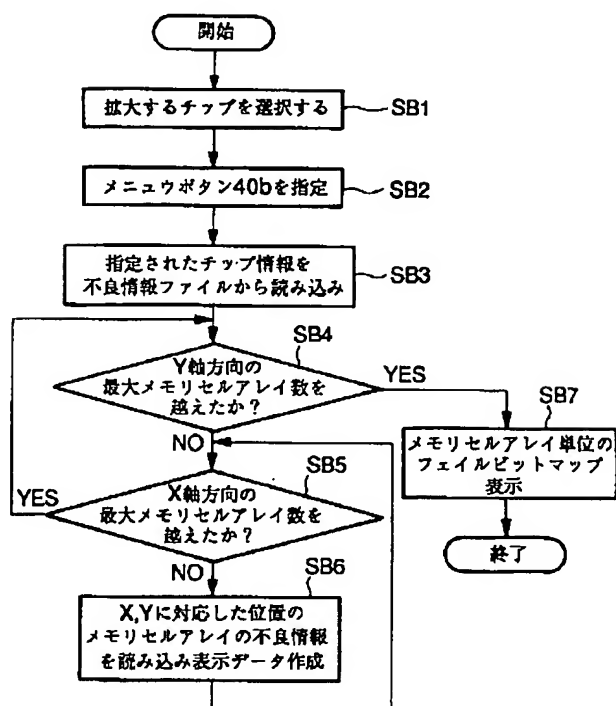 開始
拡大するチップを選択する
SB1
メニュウボタン40bを指定
SB2
指定されたチップ情報を
不良情報ファイルから読み込み
SB3
SB4
Y軸方向の
最大メモリセルアレイ数を
越えたか？
YES
NO
SB7
メモリセルアレイ単位の
フェイルビットマップ
表示
終了
SB5
X軸方向の
最大メモリセルアレイ数を
越えたか？
YES
NO
SB6
X,Yに対応した位置の
メモリセルアレイの不良情報
を読み込み表示データ作成